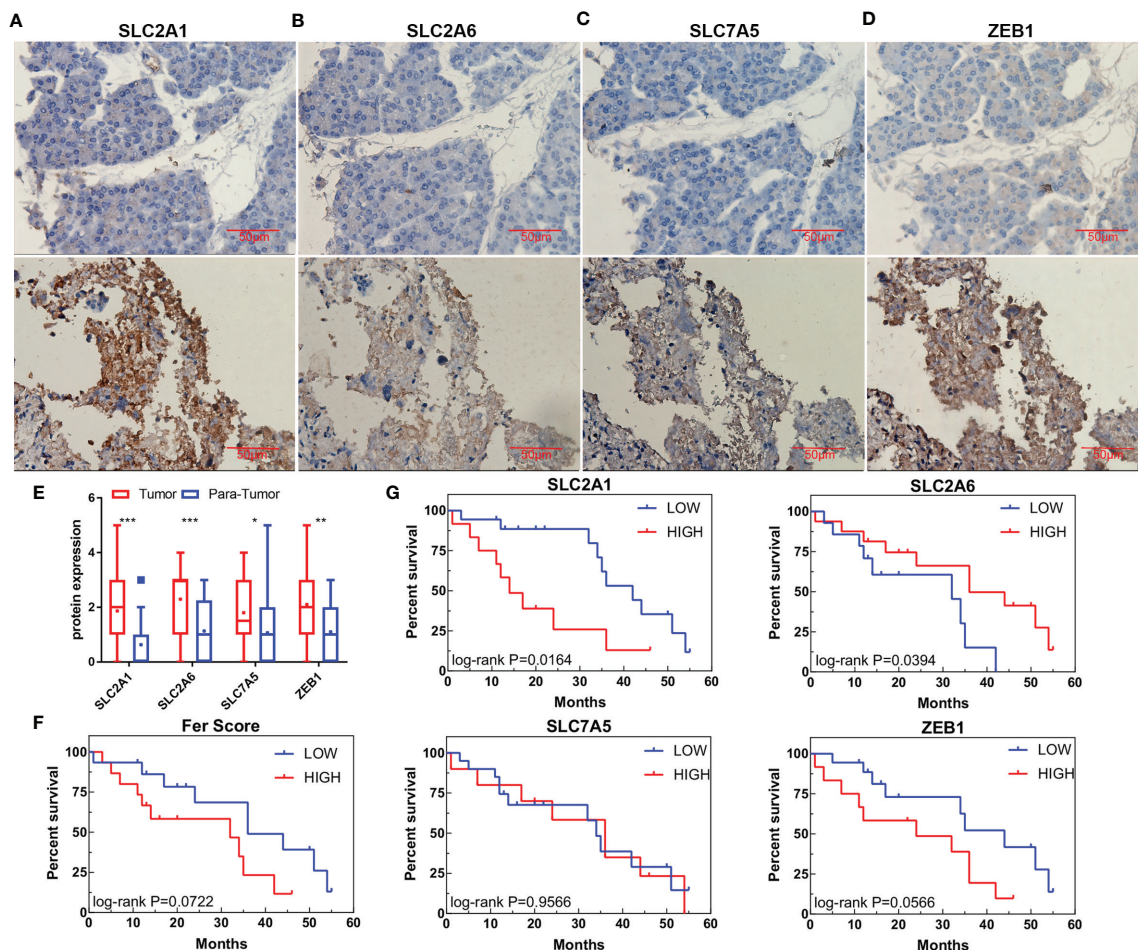 A
SLC2A1
B
SLC2A6
C
SLC7A5
D
ZEB1
50μm
50μm
50μm
50μm
50μm
50μm
50μm
50μm
E
Tumor
Para-Tumor
protein expression
6
4
2
0
***
***
*
**
SLC2A1
SLC2A6
SLC7A5
ZEB1
G
SLC2A1
LOW
HIGH
Percent survival
100
75
50
25
0
10
20
30
40
50
60
log-rank P=0.0164
Months
SLC2A6
LOW
HIGH
Percent survival
100
75
50
25
0
10
20
30
40
50
60
log-rank P=0.0394
Months
F
Fer Score
LOW
HIGH
Percent survival
100
75
50
25
0
10
20
30
40
50
60
log-rank P=0.0722
Months
SLC7A5
LOW
HIGH
Percent survival
100
75
50
25
0
10
20
30
40
50
60
log-rank P=0.9566
Months
ZEB1
LOW
HIGH
Percent survival
100
75
50
25
0
10
20
30
40
50
60
log-rank P=0.0566
Months